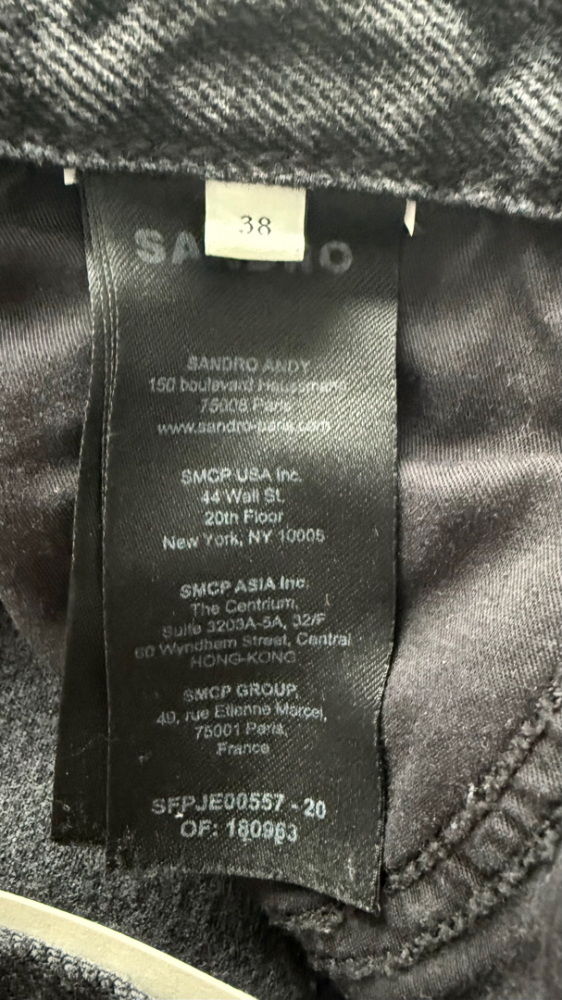 38
SANDRO
SANDRO ANDY
150 boulevard Haussmann
75008 Paris
www.sandro-paris.com
SMCP USA Inc.
44 Wall St.
20th Floor
New York, NY 10005
SMCP ASIA Inc.
The Centrium,
Suite 3203A-5A, 32/F
60 Wyndham Street, Central
HONG-KONG
SMCP GROUP
49, rue Etienne Marcel,
75001 Paris,
France
SFPJE00557 - 20
OF: 180963